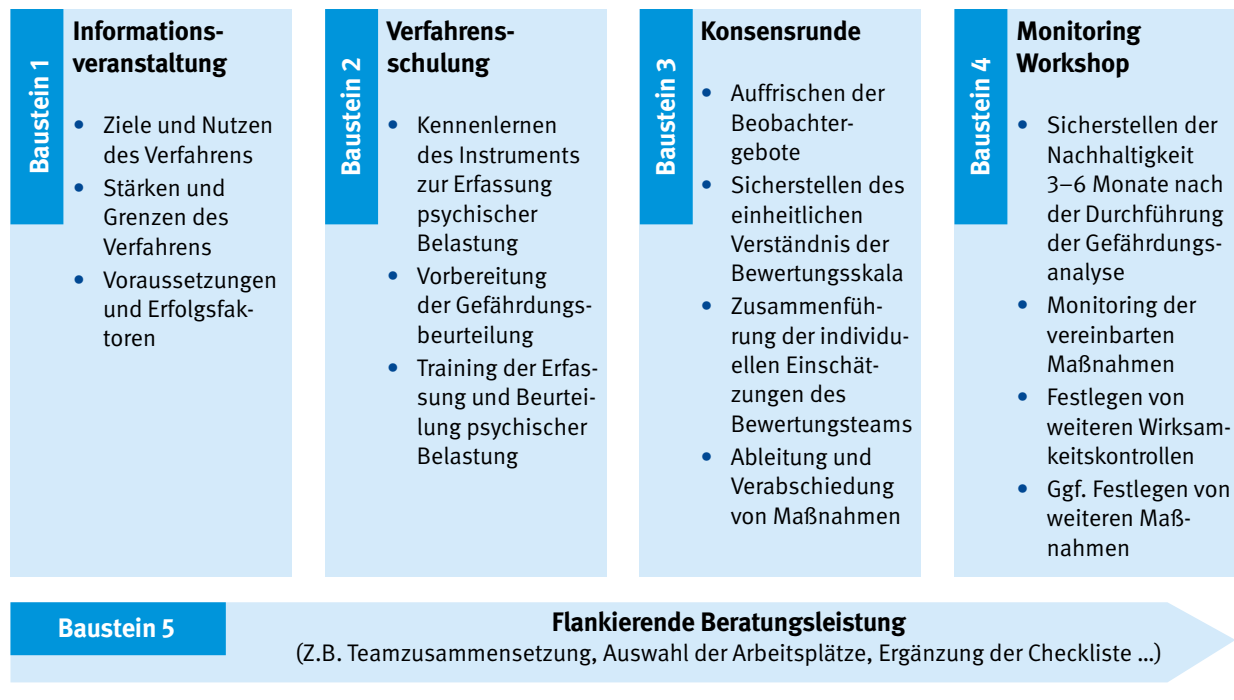 Baustein 1
Informations-
veranstaltung
• Ziele und Nutzen
des Verfahrens
• Stärken und
Grenzen des
Verfahrens
• Voraussetzungen
und Erfolgsfak-
toren
Baustein 2
Verfahrens-
schulung
• Kennenlernen
des Instruments
zur Erfassung
psychischer
Belastung
• Vorbereitung
der Gefährdungs-
beurteilung
• Training der Erfas-
sung und Beurtei-
lung psychischer
Belastung
Baustein 3
Konsensrunde
• Auffrischen der
Beobachter-
gebote
• Sicherstellen des
einheitlichen
Verständnis der
Bewertungsskala
• Zusammenfüh-
rung der individu-
ellen Einschät-
zungen des
Bewertungsteams
• Ableitung und
Verabschiedung
von Maßnahmen
Baustein 4
Monitoring
Workshop
• Sicherstellen der
Nachhaltigkeit
3–6 Monate nach
der Durchführung
der Gefährdungs-
analyse
• Monitoring der
vereinbarten
Maßnahmen
• Festlegen von
weiteren Wirksam-
keitskontrollen
• Ggf. Festlegen von
weiteren Maß-
nahmen
Baustein 5
Flankierende Beratungsleistung
(Z.B. Teamzusammensetzung, Auswahl der Arbeitsplätze, Ergänzung der Checkliste ...)